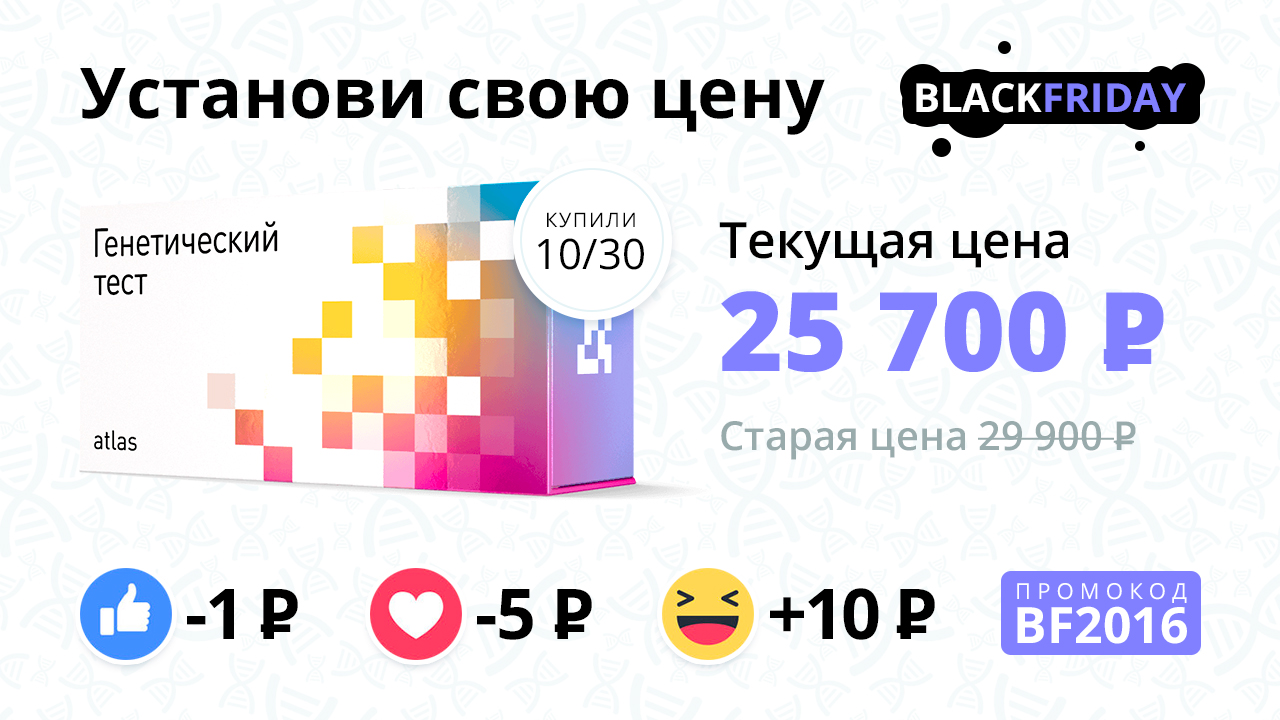 Установи свою цену
BLACKFRIDAY
Генетический
тест
atlas
КУПИЛИ
10/30
Текущая цена
25 700 ₽
Старая цена 29 900 ₽
-1 ₽
-5 ₽
+10 ₽
ПРОМОКОД
BF2016